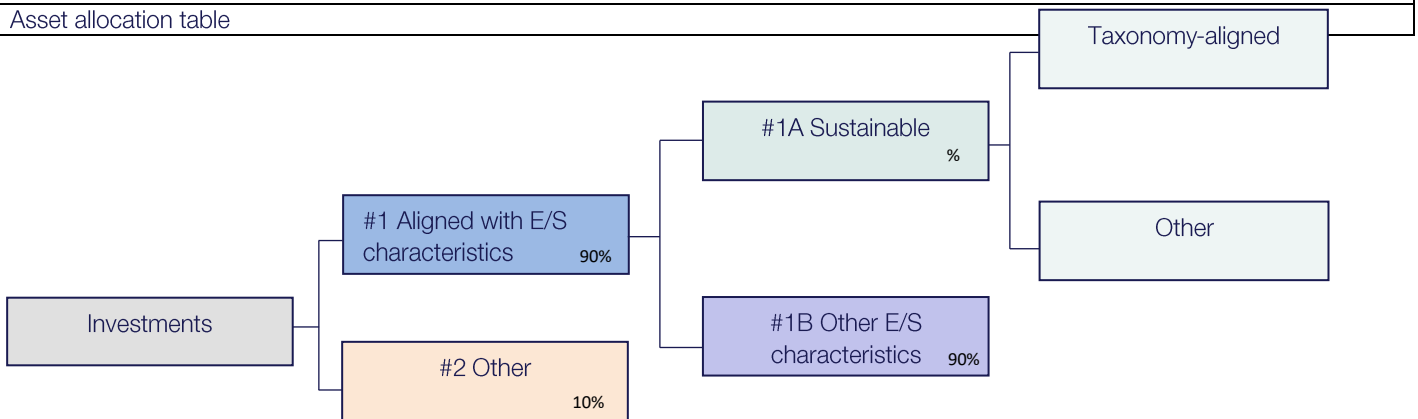 Asset allocation table
Taxonomy-aligned
#1A Sustainable
%
#1 Aligned with E/S
characteristics 90%
Other
Investments
#1B Other E/S
characteristics 90%
#2 Other
10%